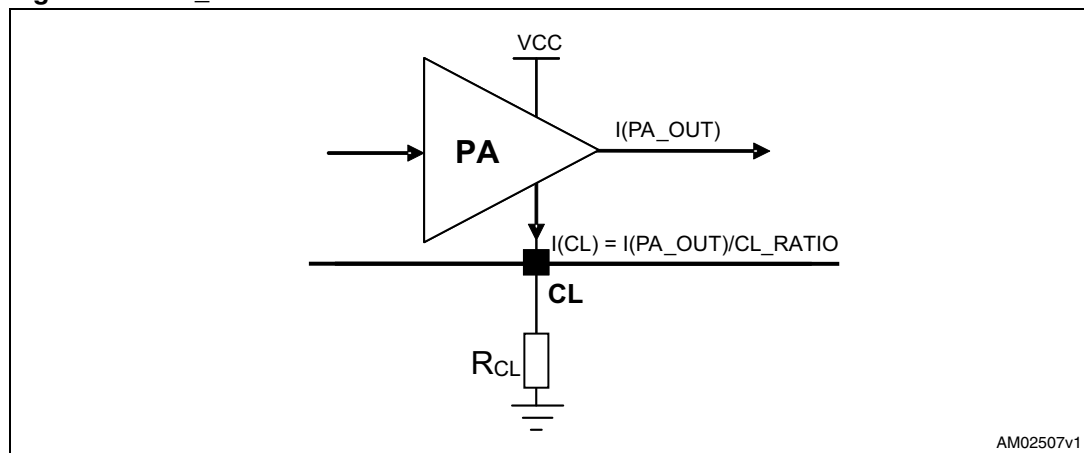 VCC
I(PA_OUT)
PA
I(CL) = I(PA_OUT)/CL_RATIO
CL
RCL
AM02507v1